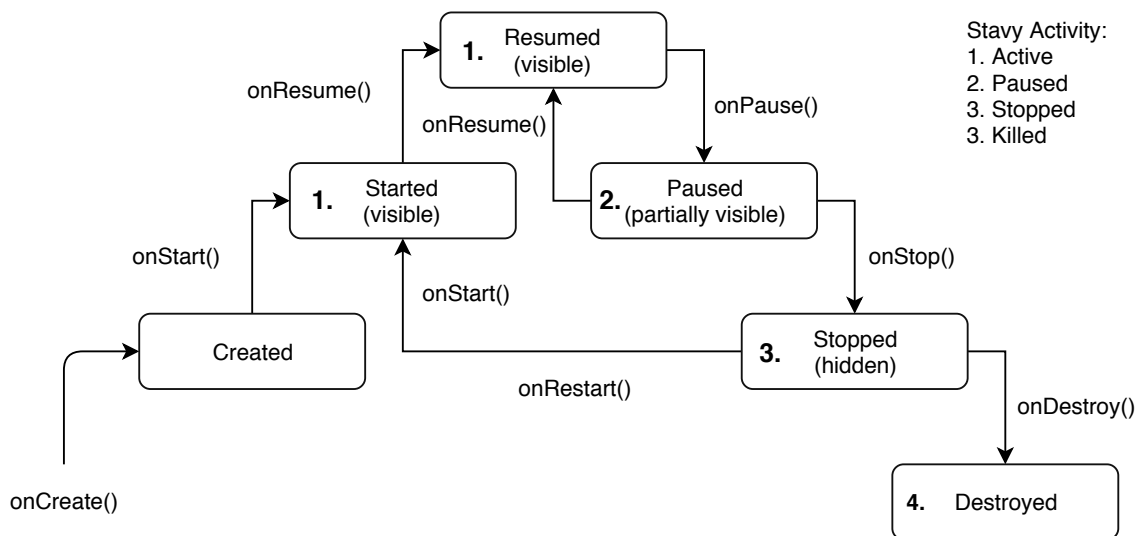 Stavy Activity:
1. Active
2. Paused
3. Stopped
3. Killed
1. Resumed
(visible)
onResume()
onResume()
onPause()
1. Started
(visible)
2. Paused
(partially visible)
onStart()
onStart()
onStop()
Created
3. Stopped
(hidden)
onRestart()
onDestroy()
onCreate()
4. Destroyed